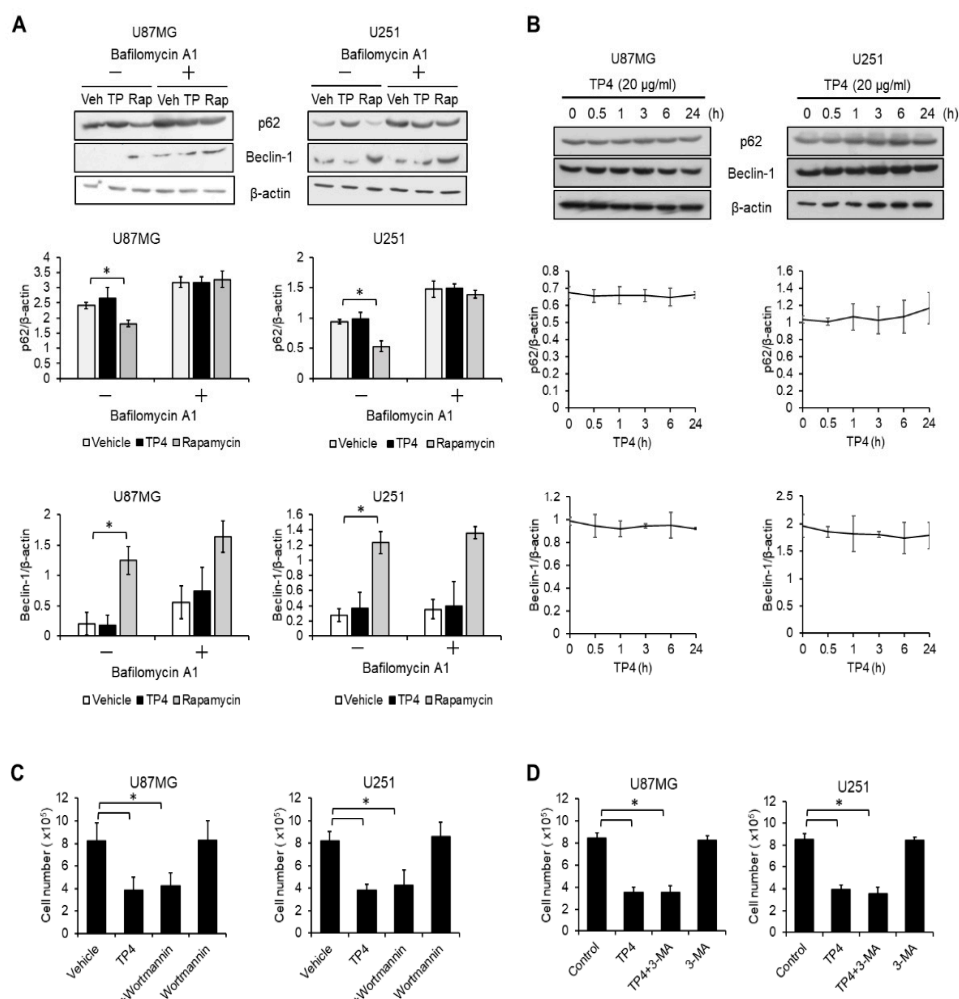 A
U87MG
Bafilomycin A1
— +
Veh TP Rap Veh TP Rap
U251
Bafilomycin A1
— +
Veh TP Rap Veh TP Rap
p62
Beclin-1
β-actin
U87MG
*
4
3.5
3
2.5
2
1.5
1
0.5
0
p62/β-actin
— +
Bafilomycin A1
Vehicle TP4 Rapamycin
U251
*
2
1.5
1
0.5
0
p62/β-actin
— +
Bafilomycin A1
Vehicle TP4 Rapamycin
U87MG
*
2
1.5
1
0.5
0
Beclin-1/β-actin
— +
Bafilomycin A1
Vehicle TP4 Rapamycin
U251
*
1.6
1.4
1.2
1
0.8
0.6
0.4
0.2
0
Beclin-1/β-actin
— +
Bafilomycin A1
Vehicle TP4 Rapamycin
B
U87MG
TP4 (20 μg/ml)
0 0.5 1 3 6 24 (h)
U251
TP4 (20 μg/ml)
0 0.5 1 3 6 24 (h)
p62
Beclin-1
β-actin
0.8
0.7
0.6
0.5
0.4
0.3
0.2
0.1
0
p62/β-actin
0 0.5 1 3 6 24
TP4 (h)
1.6
1.4
1.2
1
0.8
0.6
0.4
0.2
0
p62/β-actin
0 0.5 1 3 6 24
TP4 (h)
1.2
1
0.8
0.6
0.4
0.2
0
Beclin-1/β-actin
0 0.5 1 3 6 24
TP4 (h)
2.5
2
1.5
1
0.5
0
Beclin-1/β-actin
0 0.5 1 3 6 24
TP4 (h)
C
U87MG
*
12
10
8
6
4
2
0
Cell number ( x10⁵)
Vehicle
TP4
Wortmannin
Wortmannin
U251
*
12
10
8
6
4
2
0
Cell number ( x10⁵)
Vehicle
TP4
+Wortmannin
Wortmannin
D
U87MG
*
12
10
8
6
4
2
0
Cell number ( x10⁵)
Control
TP4
TP4+3-MA
3-MA
U251
*
12
10
8
6
4
2
0
Cell number ( x10⁵)
Control
TP4
TP4+3-MA
3-MA